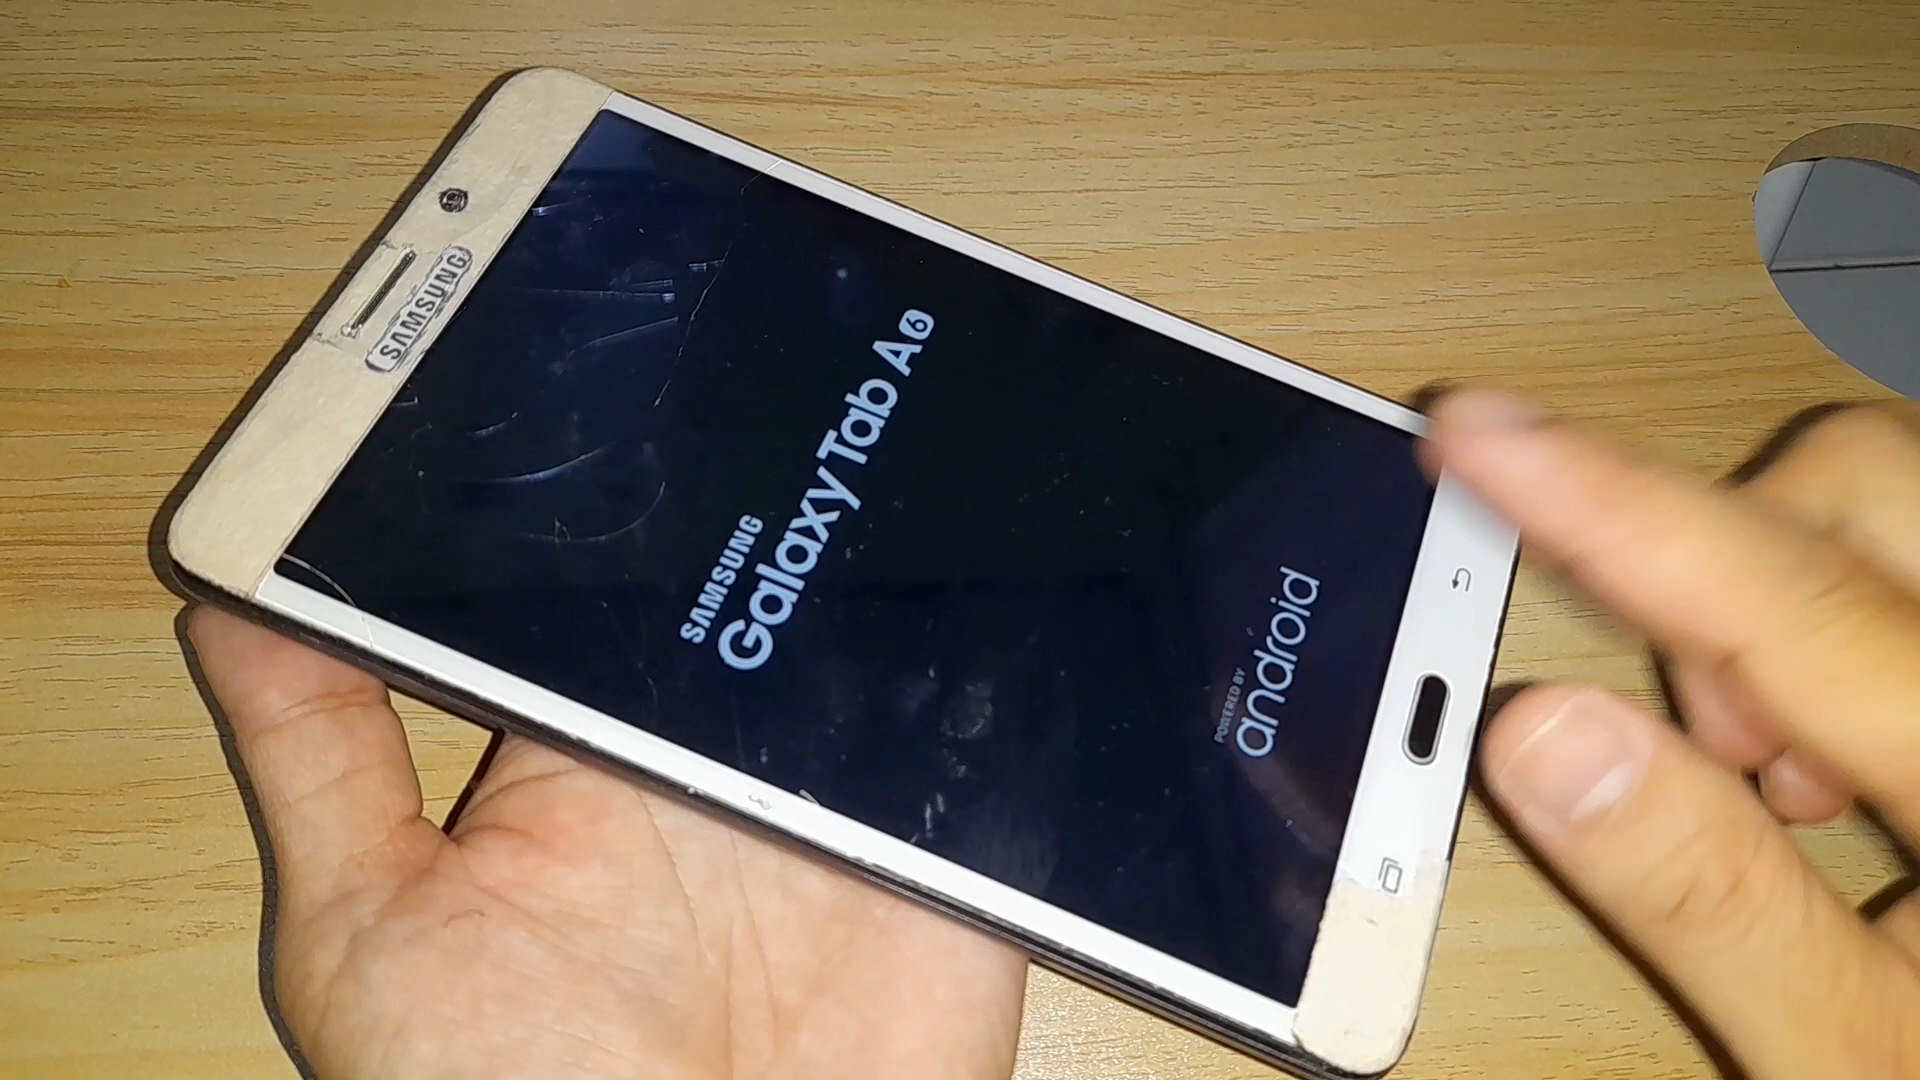 SAMSUNG
SAMSUNG
Galaxy Tab A6
POWERED BY
android